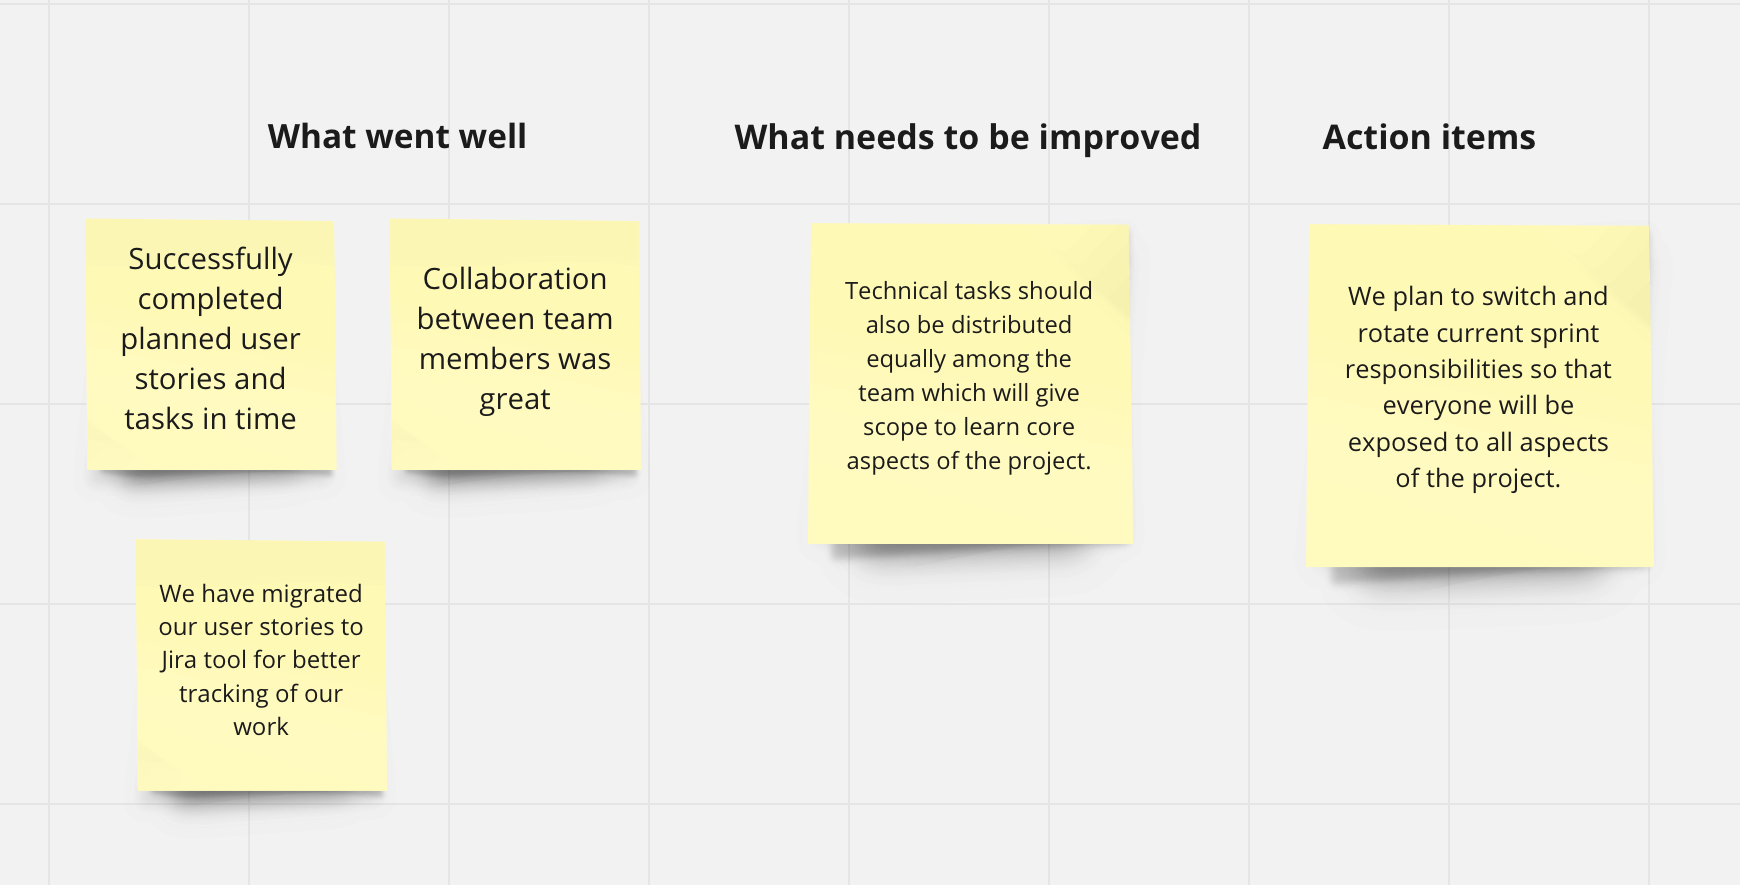 What went well
Successfully
completed
planned user
stories and
tasks in time
Collaboration
between team
members was
great
We have migrated
our user stories to
Jira tool for better
tracking of our
work
What needs to be improved
Technical tasks should
also be distributed
equally among the
team which will give
scope to learn core
aspects of the project.
Action items
We plan to switch and
rotate current sprint
responsibilities so that
everyone will be
exposed to all aspects
of the project.